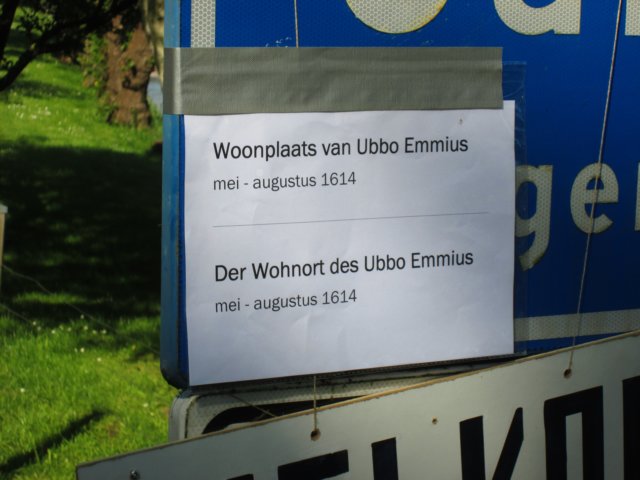 Woonplaats van Ubbo Emmius
mei - augustus 1614
Der Wohnort des Ubbo Emmius
mei - augustus 1614